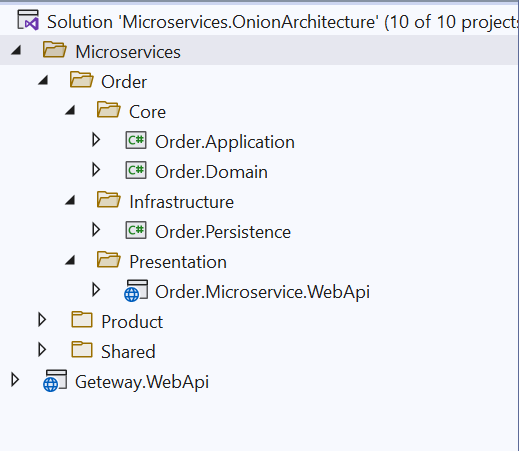 Solution 'Microservices.OnionArchitecture' (10 of 10 projects
Microservices
Order
Core
C# Order.Application
C# Order.Domain
Infrastructure
C# Order.Persistence
Presentation
Order.Microservice.WebApi
Product
Shared
Geteway.WebApi